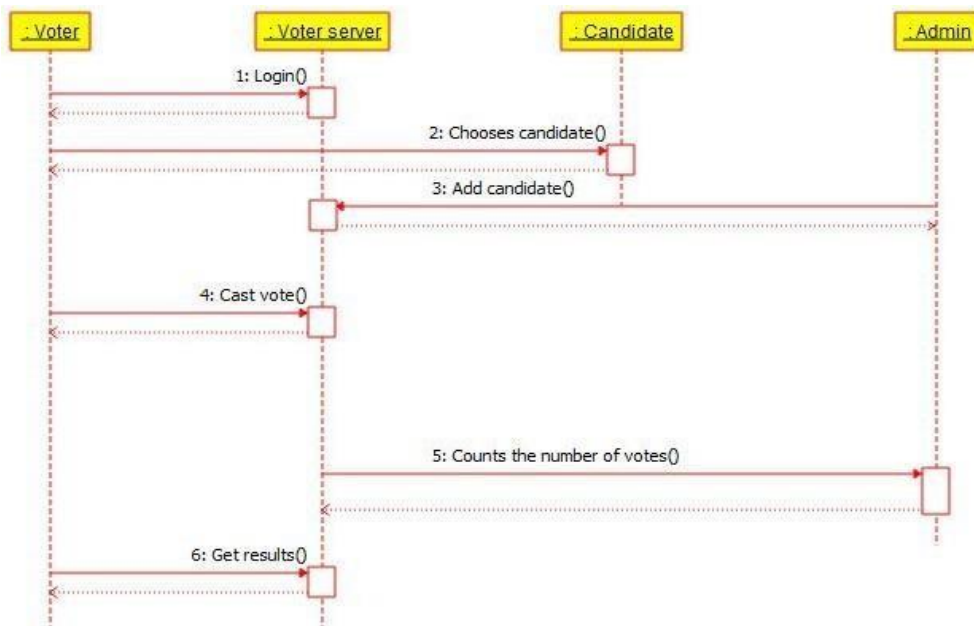 : Voter
: Voter server
: Candidate
: Admin
1: Login()
2: Chooses candidate()
3: Add candidate()
4: Cast vote()
5: Counts the number of votes()
6: Get results()